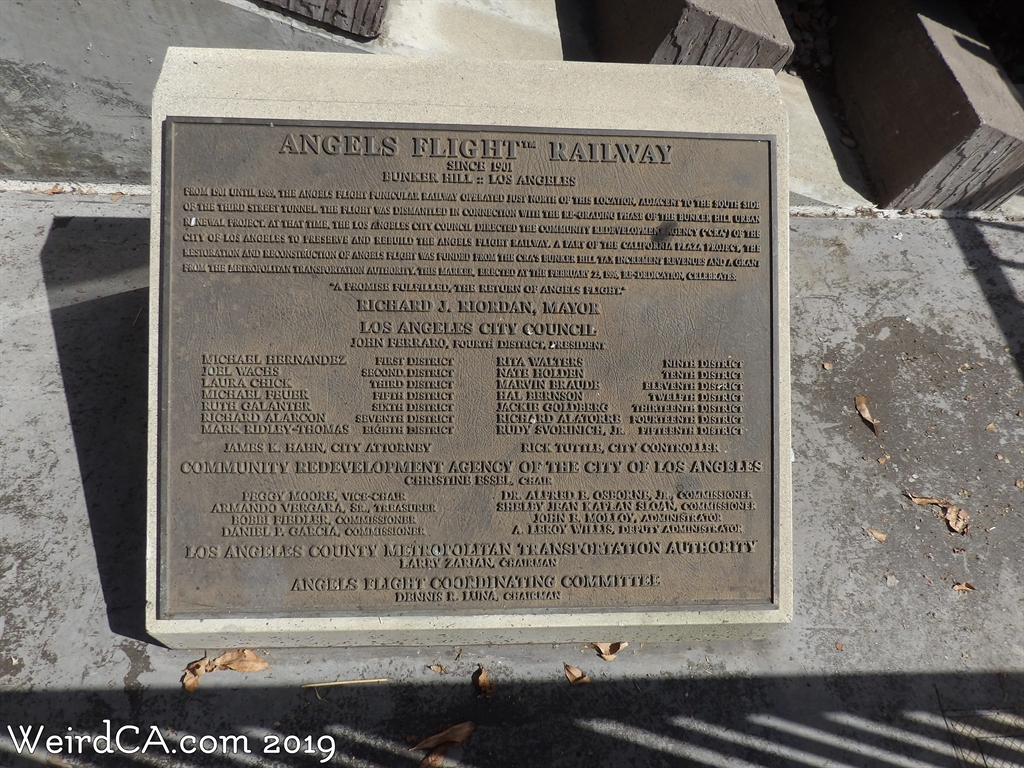 ANGELS FLIGHT™ RAILWAY
SINCE 1901
BUNKER HILL :: LOS ANGELES
FROM 1901 UNTIL 1969, THE ANGELS FLIGHT FUNICULAR RAILWAY OPERATED JUST NORTH OF THIS LOCATION, ADJACENT TO THE SOUTH SIDE
OF THE THIRD STREET TUNNEL. THE FLIGHT WAS DISMANTLED IN CONNECTION WITH THE RE-GRADING PHASE OF THE BUNKER HILL URBAN
RENEWAL PROJECT. AT THAT TIME, THE LOS ANGELES CITY COUNCIL DIRECTED THE COMMUNITY REDEVELOPMENT AGENCY ("CRA") OF THE
CITY OF LOS ANGELES TO PRESERVE AND REBUILD THE ANGELS FLIGHT RAILWAY. A PART OF THE CALIFORNIA PLAZA PROJECT, THE
RESTORATION AND RECONSTRUCTION OF ANGELS FLIGHT WAS FUNDED FROM THE CRA'S BUNKER HILL TAX INCREMENT REVENUES AND A GRANT
FROM THE METROPOLITAN TRANSPORTATION AUTHORITY. THIS MARKER, ERECTED AT THE FEBRUARY 23, 1996, RE-DEDICATION, CELEBRATES.
"A PROMISE FULFILLED, THE RETURN OF ANGELS FLIGHT."
RICHARD J. RIORDAN, MAYOR
LOS ANGELES CITY COUNCIL
JOHN FERRARO, FOURTH DISTRICT, PRESIDENT
MICHAEL HERNANDEZ FIRST DISTRICT RITA WALTERS NINTH DISTRICT
JOEL WACHS SECOND DISTRICT NATE HOLDEN TENTH DISTRICT
LAURA CHICK THIRD DISTRICT MARVIN BRAUDE ELEVENTH DISTRICT
MICHAEL FEUER FIFTH DISTRICT HAL BERNSON TWELFTH DISTRICT
RUTH GALANTER SIXTH DISTRICT JACKIE GOLDBERG THIRTEENTH DISTRICT
RICHARD ALARCON SEVENTH DISTRICT RICHARD ALATORRE FOURTEENTH DISTRICT
MARK RIDLEY-THOMAS EIGHTH DISTRICT RUDY SVORINICH, JR. FIFTEENTH DISTRICT
JAMES K. HAHN, CITY ATTORNEY RICK TUTTLE, CITY CONTROLLER
COMMUNITY REDEVELOPMENT AGENCY OF THE CITY OF LOS ANGELES
CHRISTINE ESSEL, CHAIR
PEGGY MOORE, VICE-CHAIR DR. ALFRED E. OSBORNE, JR., COMMISSIONER
ARMANDO VERGARA, SR., TREASURER SHELBY JEAN KAPLAN SLOAN, COMMISSIONER
BOBBI FIEDLER, COMMISSIONER JOHN E. MOLLOY, ADMINISTRATOR
DANIEL P. GARCIA, COMMISSIONER A. LEROY WILLIS, DEPUTY ADMINISTRATOR
LOS ANGELES COUNTY METROPOLITAN TRANSPORTATION AUTHORITY
LARRY ZARIAN, CHAIRMAN
ANGELS FLIGHT COORDINATING COMMITTEE
DENNIS R. LUNA, CHAIRMAN
WeirdCA.com 2019